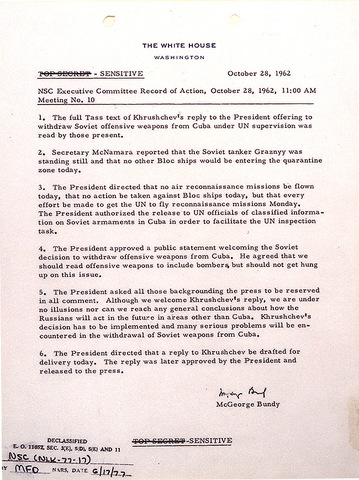 THE WHITE HOUSE
WASHINGTON
TOP SECRET - SENSITIVE October 28, 1962
NSC Executive Committee Record of Action, October 28, 1962, 11:00 AM
Meeting No. 10
1. The full Tass text of Khrushchev's reply to the President offering to
withdraw Soviet offensive weapons from Cuba under UN supervision was
read by those present.
2. Secretary McNamara reported that the Soviet tanker Graznyy was
standing still and that no other Bloc ships would be entering the quarantine
zone today.
3. The President directed that no air reconnaissance missions be flown
today, that no action be taken against Bloc ships today, but that every
effort be made to get the UN to fly reconnaissance missions Monday.
The President authorized the release to UN officials of classified informa-
tion on Soviet armaments in Cuba in order to facilitate the UN inspection
task.
4. The President approved a public statement welcoming the Soviet
decision to withdraw offensive weapons from Cuba. He agreed that we
should read offensive weapons to include bombers, but should not get hung
up on this issue.
5. The President asked all those backgrounding the press to be reserved
in all comment. Although we welcome Khrushchev's reply, we are under
no illusions nor can we reach any general conclusions about how the
Russians will act in the future in areas other than Cuba. Khrushchev's
decision has to be implemented and many serious problems will be en-
countered in the withdrawal of Soviet weapons from Cuba.
6. The President directed that a reply to Khrushchev be drafted for
delivery today. The reply was later approved by the President and
released to the press.
McGeorge Bundy
DECLASSIFIED
E. O. 11652, SEC. 3(E), 5(D), 5(E) AND 11
NSC (NLK-77-17)
BY MFD NARS, DATE 6/17/77
TOP SECRET-SENSITIVE